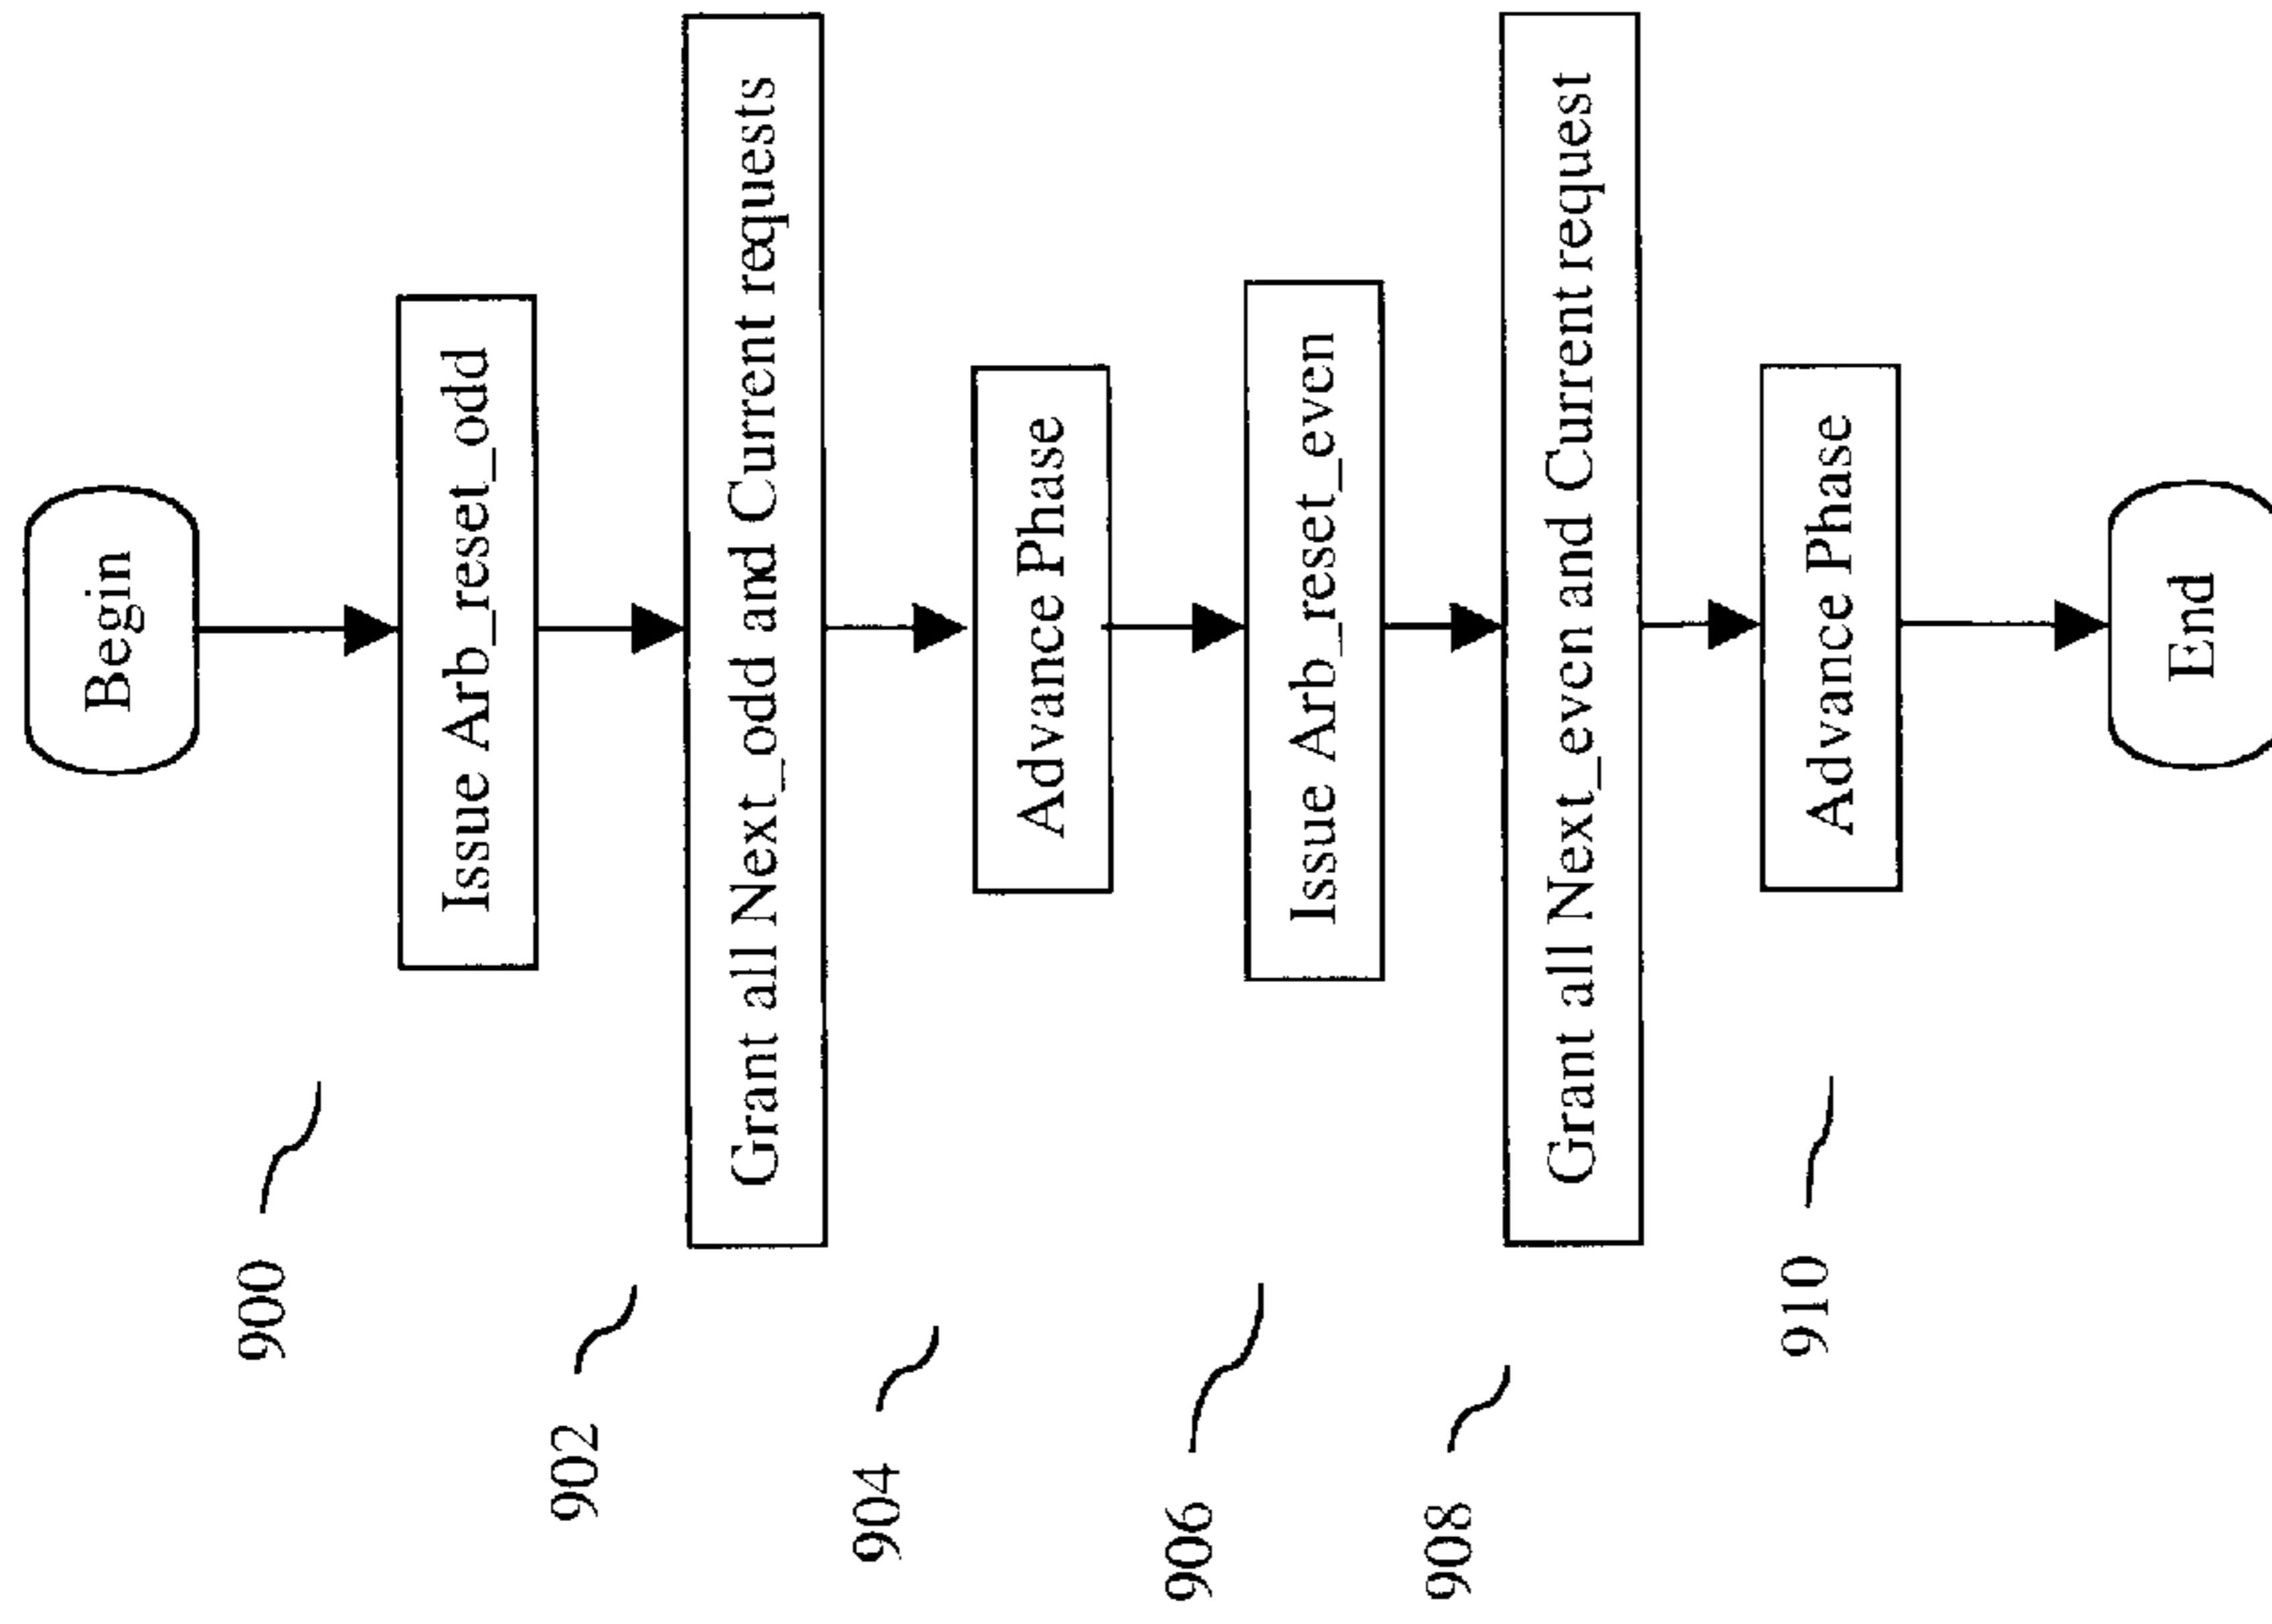 Begin
900
Issue Arb_reset_odd
902
Grant all Next_odd and Current requests
904
Advance Phase
906
Issue Arb_reset_even
908
Grant all Next_even and Current request
910
Advance Phase
End